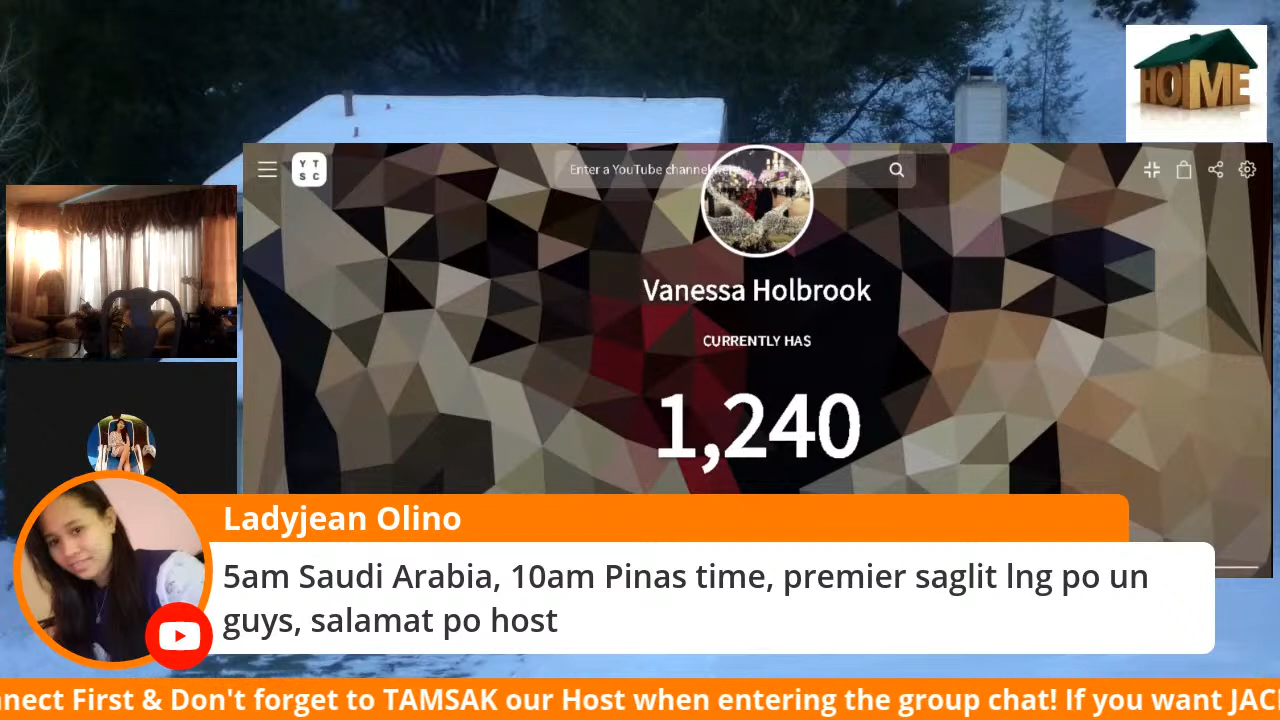 HOME
Y T
S C
Enter a YouTube channel
Vanessa Holbrook
CURRENTLY HAS
1,240
Ladyjean Olino
5am Saudi Arabia, 10am Pinas time, premier saglit lng po un
guys, salamat po host
nnect First & Don't forget to TAMSAK our Host when entering the group chat! If you want JAC